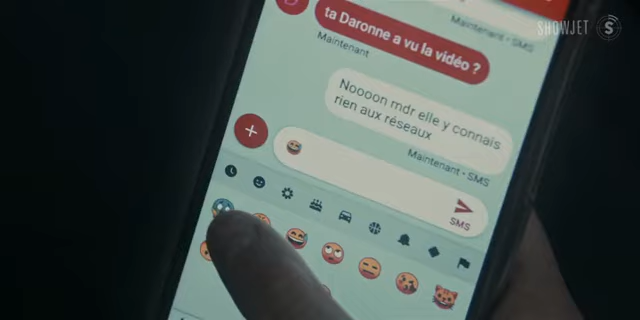 SHOWJET S
Maintenant • SMS
ta Daronne a vu la vidéo ?
Maintenant
Noooon mdr elle y connais
rien aux réseaux
Maintenant • SMS
SMS